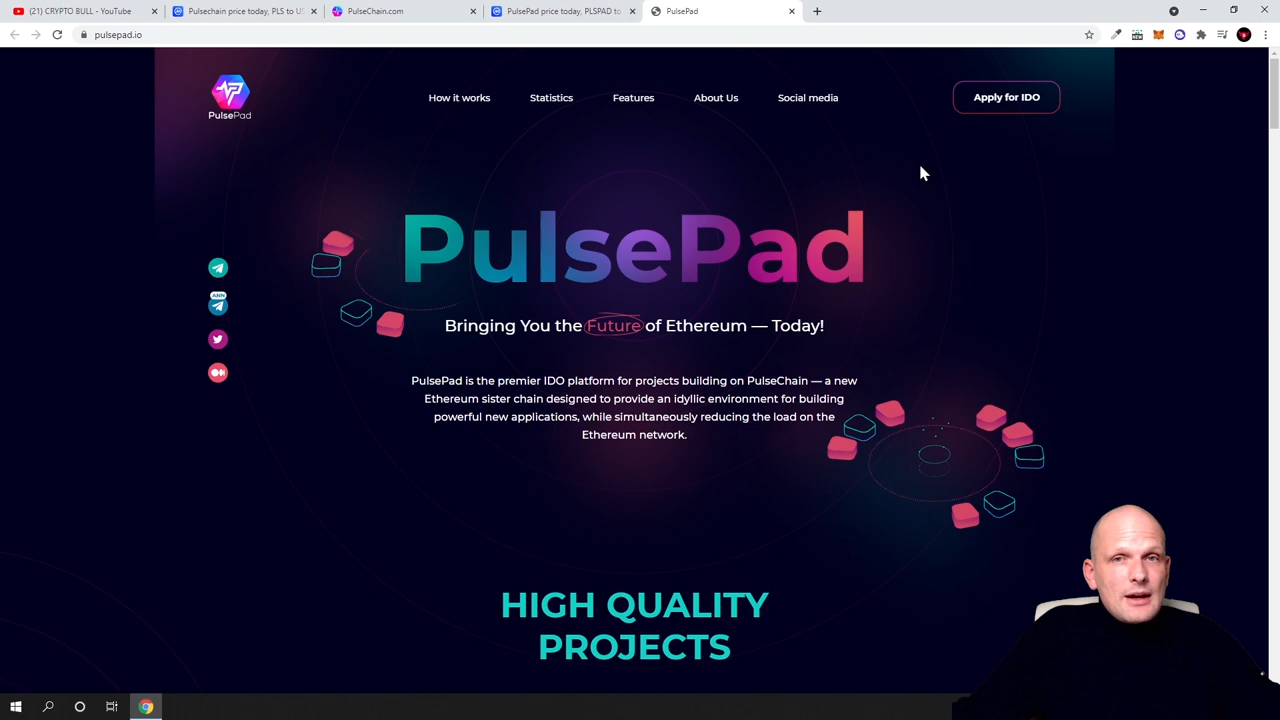 (21) CRYPTO BULL - YouTube
Pulsechain price today, PLS to US
PulseChain.com
PulsePad price today, PLSPAD to
PulsePad
pulsepad.io
PulsePad
How it works
Statistics
Features
About Us
Social media
Apply for IDO
PulsePad
ANN
Bringing You the Future of Ethereum — Today!
PulsePad is the premier IDO platform for projects building on PulseChain — a new
Ethereum sister chain designed to provide an idyllic environment for building
powerful new applications, while simultaneously reducing the load on the
Ethereum network.
HIGH QUALITY
PROJECTS